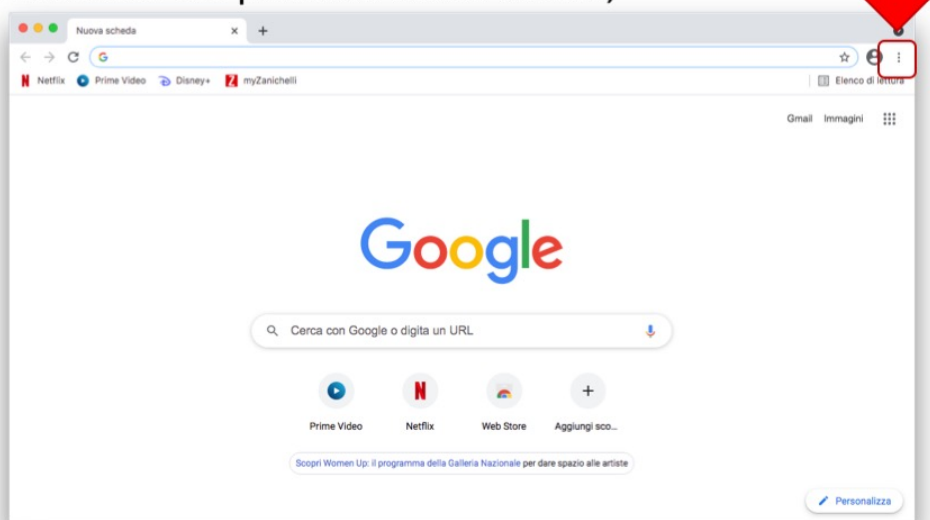 Nuova scheda
Netflix Prime Video Disney+ myZanichelli Elenco di lettura
Gmail Immagini
Google
Cerca con Google o digita un URL
Prime Video Netflix Web Store Aggiungi sco...
Scopri Women Up: il programma della Galleria Nazionale per dare spazio alle artiste
Personalizza